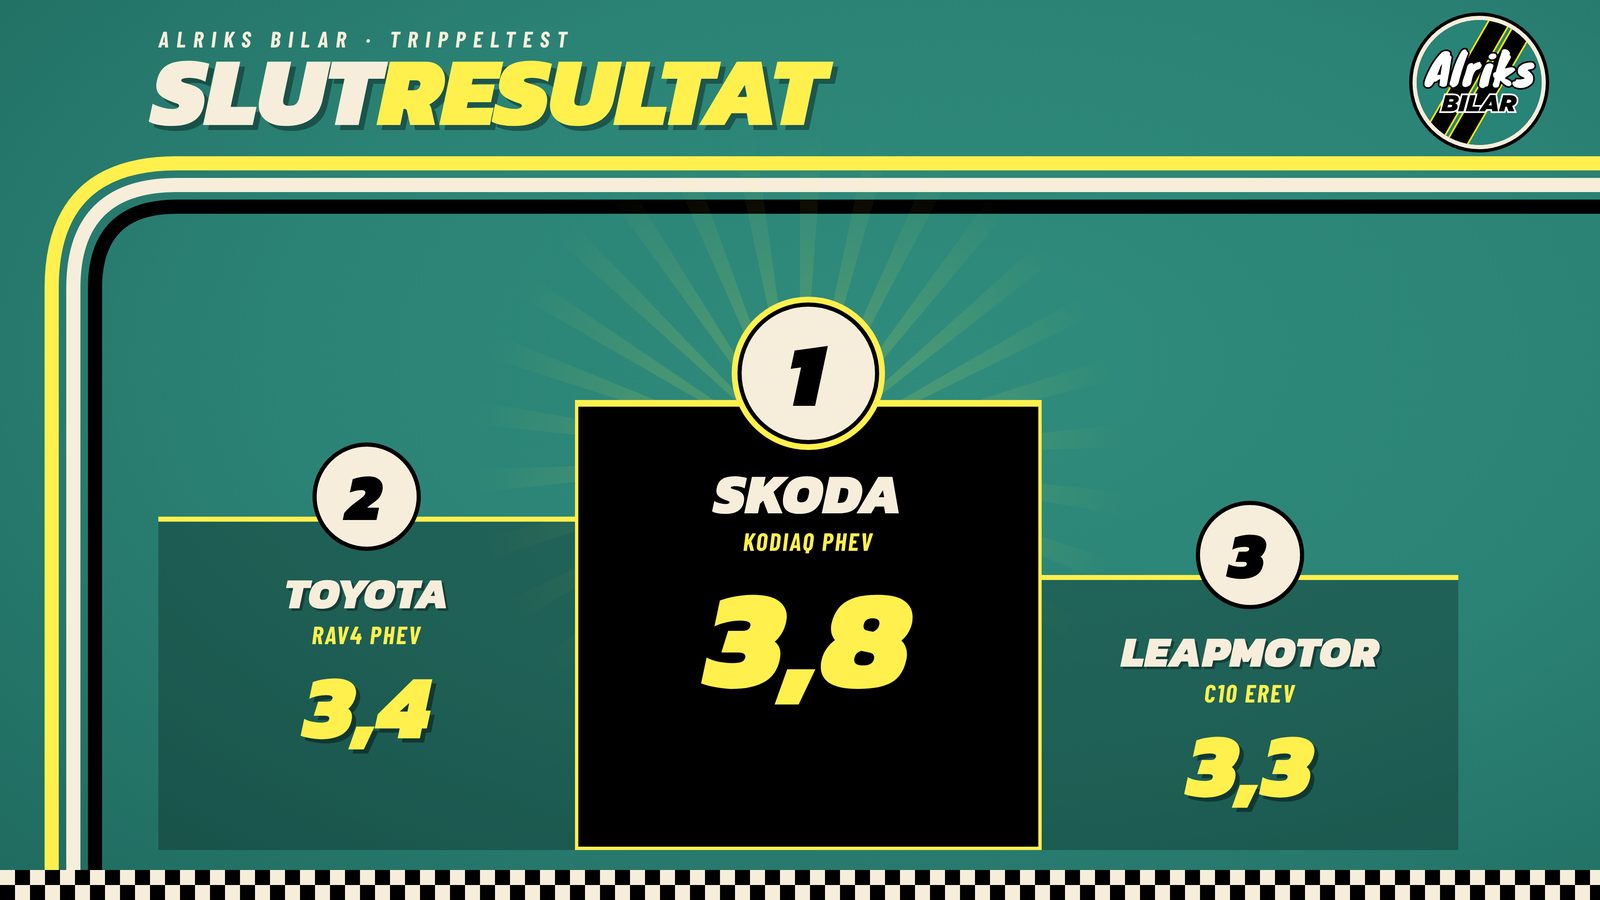 ALRIKS BILAR · TRIPPELTEST
SLUTRESULTAT
Alriks
BILAR
1
SKODA
KODIAQ PHEV
3,8
2
TOYOTA
RAV4 PHEV
3,4
3
LEAPMOTOR
C10 EREV
3,3